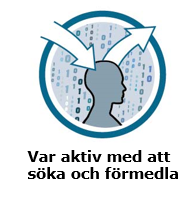 Var aktiv med att
söka och förmedla